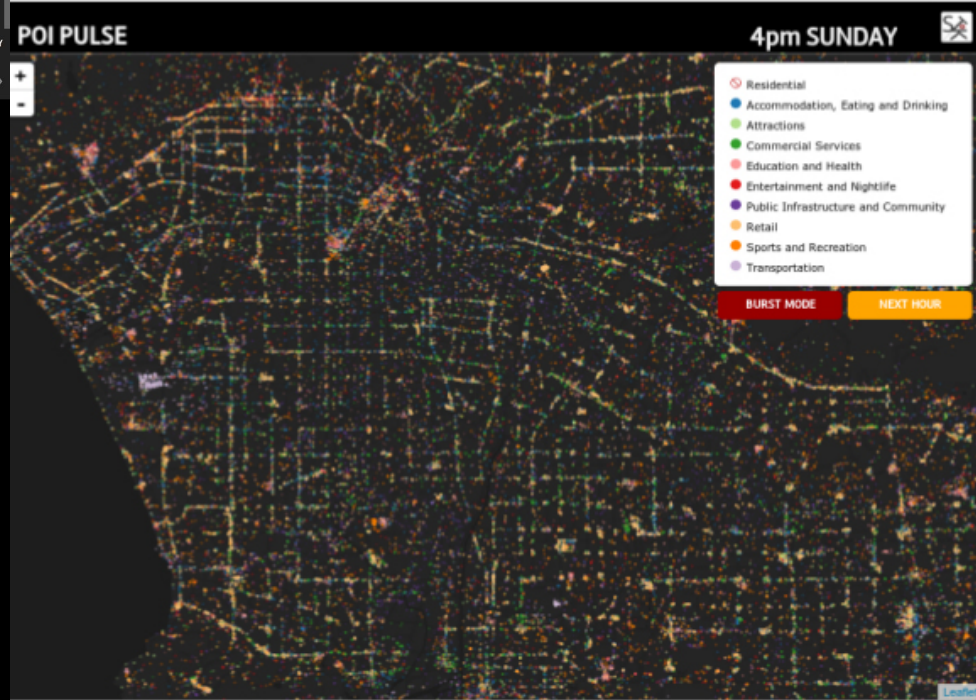 POI PULSE
4pm SUNDAY
+
-
Residential
Accommodation, Eating and Drinking
Attractions
Commercial Services
Education and Health
Entertainment and Nightlife
Public Infrastructure and Community
Retail
Sports and Recreation
Transportation
BURST MODE
NEXT HOUR